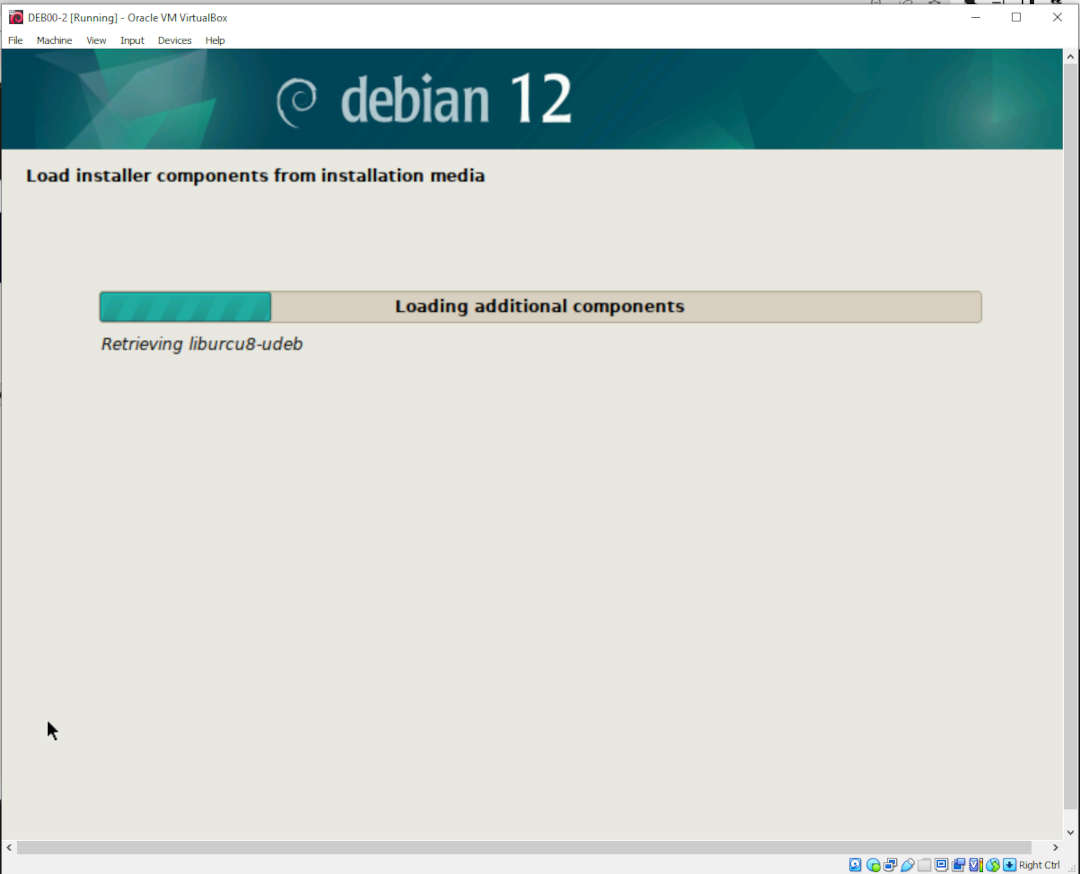 DEB00-2 [Running] - Oracle VM VirtualBox
File Machine View Input Devices Help
debian 12
Load installer components from installation media
Loading additional components
Retrieving liburcu8-udeb
Right Ctrl